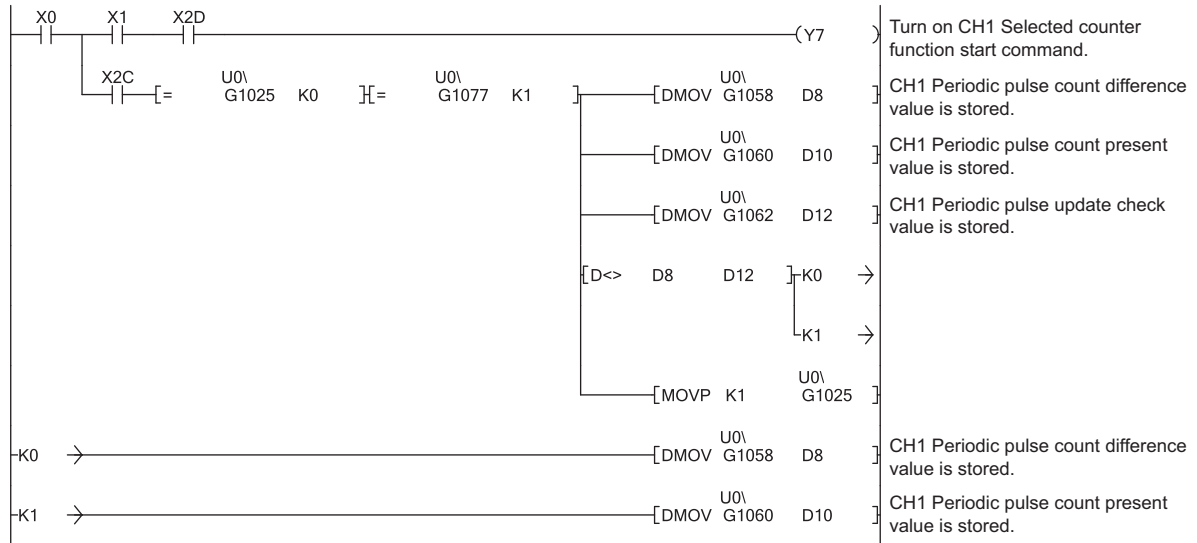 X0 X1 X2D
(Y7 ) Turn on CH1 Selected counter
function start command.
X2C U0\ U0\ U0\
[= G1025 K0 ] [= G1077 K1 ] [DMOV G1058 D8 ] CH1 Periodic pulse count difference
value is stored.
U0\
[DMOV G1060 D10 ] CH1 Periodic pulse count present
value is stored.
U0\
[DMOV G1062 D12 ] CH1 Periodic pulse update check
value is stored.
[D<> D8 D12 ] K0
K1
U0\
[MOVP K1 G1025 ]
U0\
K0 [DMOV G1058 D8 ] CH1 Periodic pulse count difference
value is stored.
U0\
K1 [DMOV G1060 D10 ] CH1 Periodic pulse count present
value is stored.